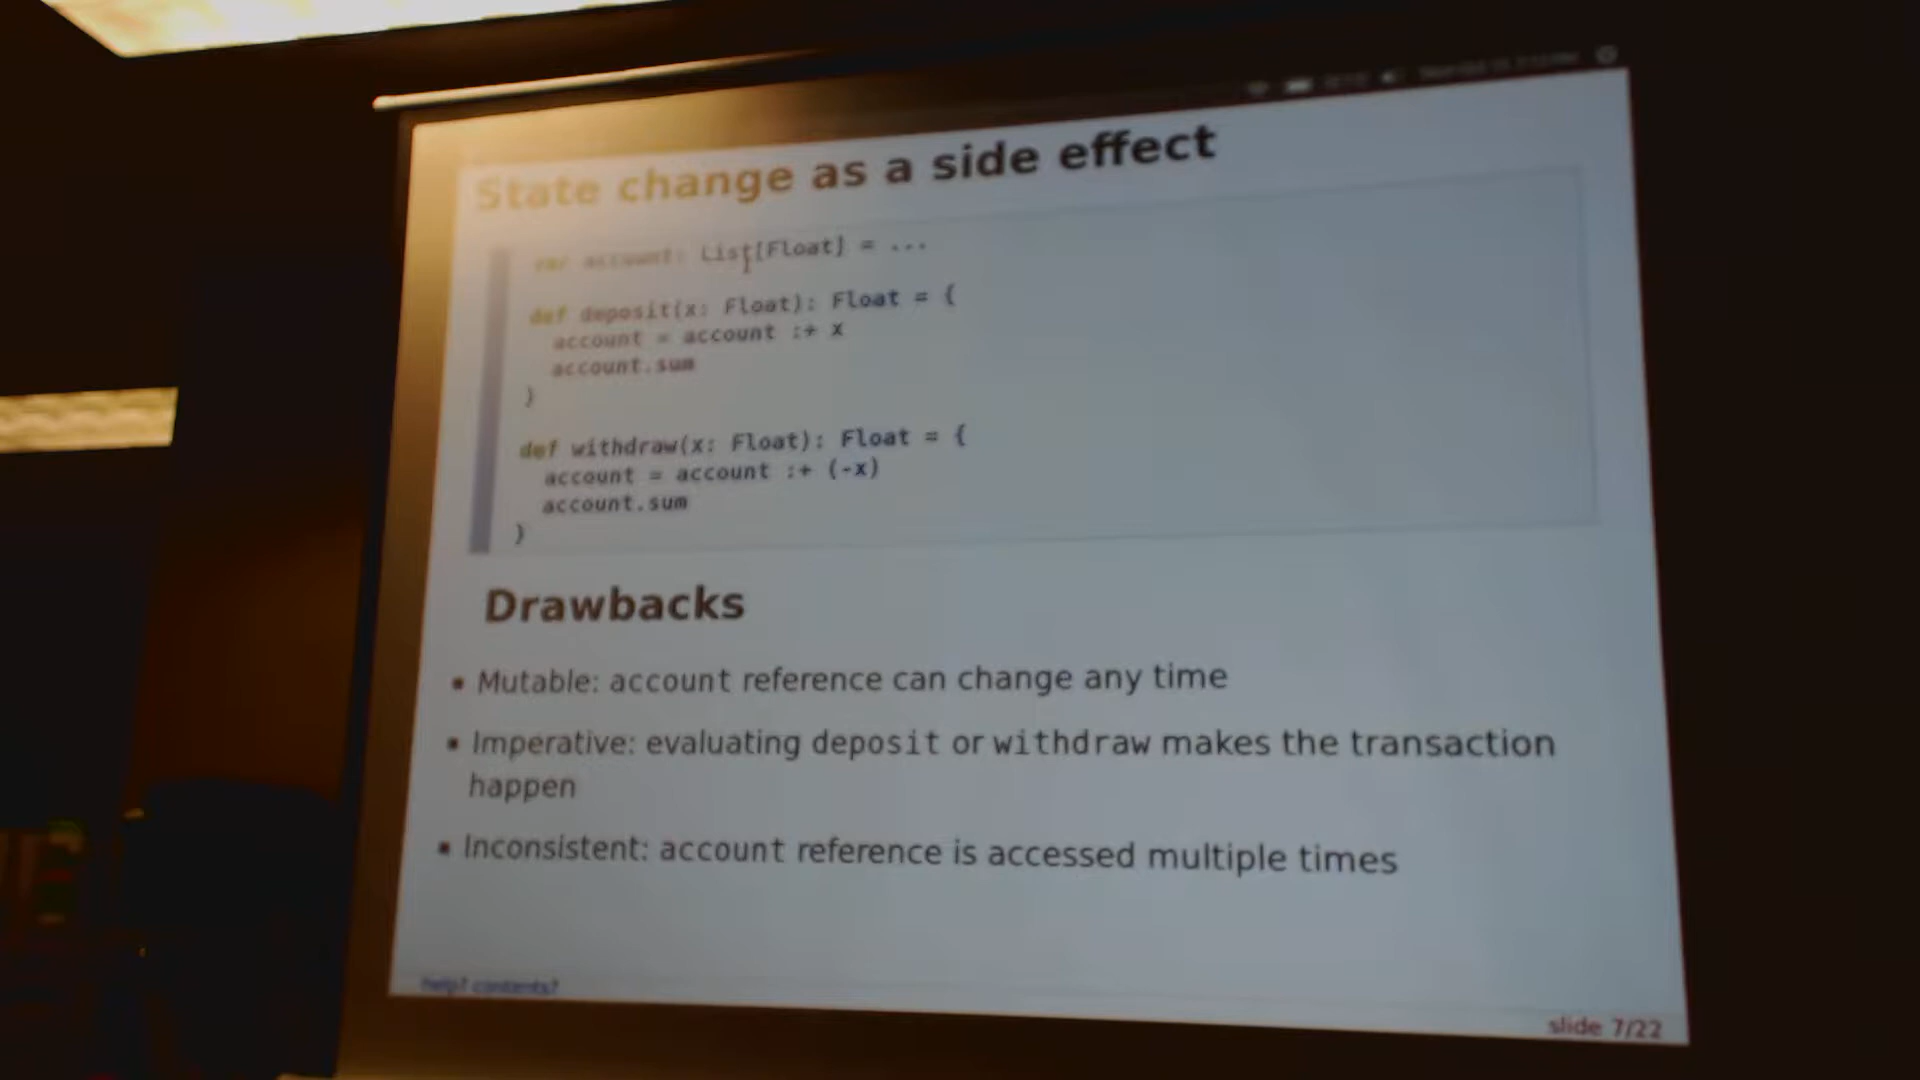 State change as a side effect
var account: List[Float] = ...
def deposit(x: Float): Float = {
account = account :+ x
account.sum
}
def withdraw(x: Float): Float = {
account = account :+ (-x)
account.sum
}
Drawbacks
▪ Mutable: account reference can change any time
▪ Imperative: evaluating deposit or withdraw makes the transaction
happen
▪ Inconsistent: account reference is accessed multiple times
help? contents?
slide 7/22